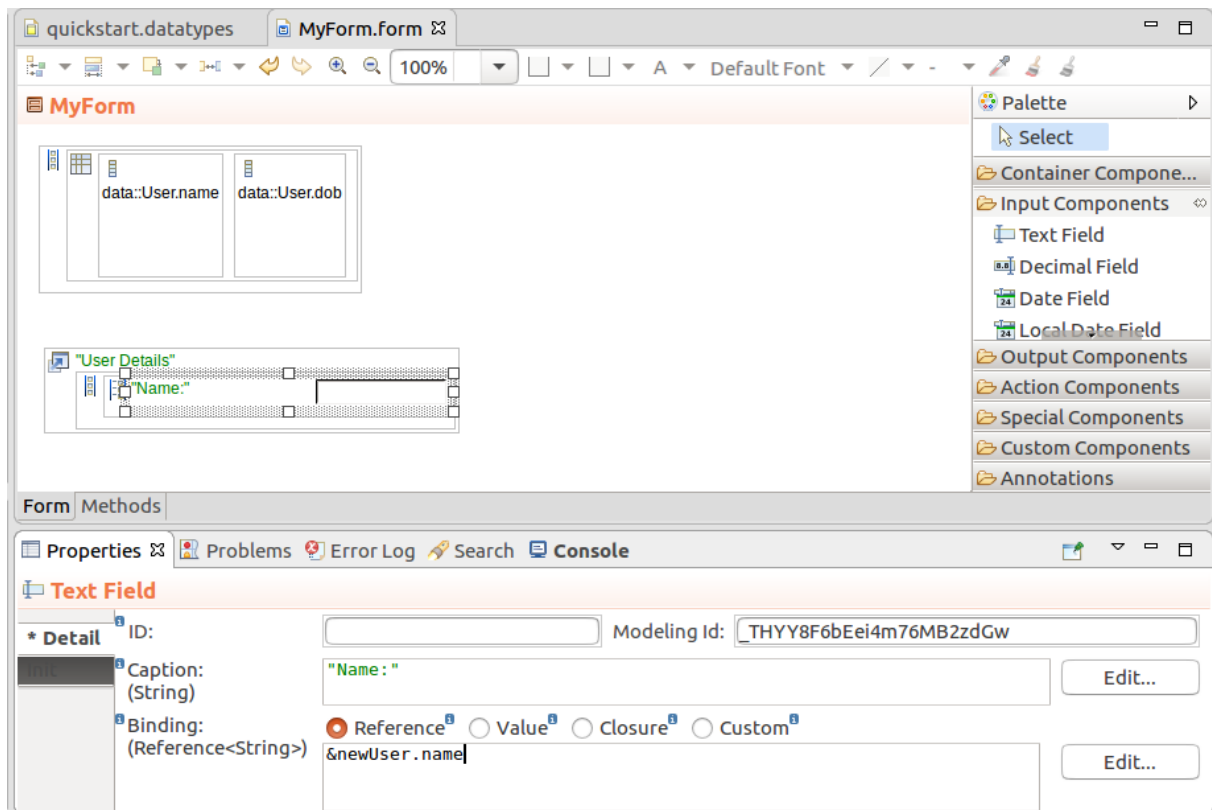 quickstart.datatypes MyForm.form
100% A Default Font -
MyForm
Palette
Select
Container Compone...
Input Components
Text Field
Decimal Field
Date Field
Local Date Field
Output Components
Action Components
Special Components
Custom Components
Annotations
data::User.name data::User.dob
"User Details"
"Name:"
Form Methods
Properties Problems Error Log Search Console
Text Field
* Detail
Init
ID: Modeling Id: _THYY8F6bEei4m76MB2zdGw
Caption: "Name:" Edit...
(String)
Binding: Reference Value Closure Custom
(Reference<String>) &newUser.name Edit...